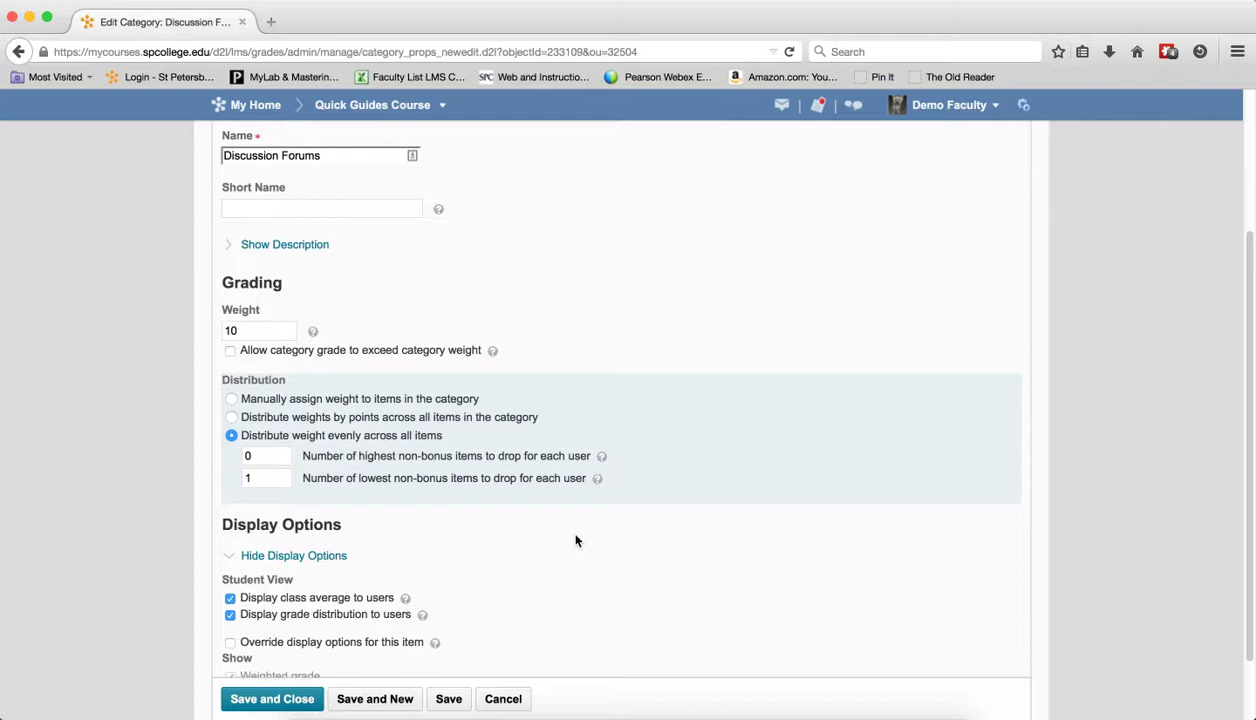 Edit Category: Discussion F...
https://mycourses.spcollege.edu/d2l/lms/grades/admin/manage/category_props_newedit.d2l?objectId=233109&ou=32504
Search
Most Visited
Login - St Petersb...
MyLab & Mastering...
Faculty List LMS C...
SPC Web and Instructio...
Pearson Webex E...
Amazon.com: You...
Pin It
The Old Reader
My Home
Quick Guides Course
Demo Faculty
Name *
Discussion Forums
Short Name
Show Description
Grading
Weight
10
Allow category grade to exceed category weight
Distribution
Manually assign weight to items in the category
Distribute weights by points across all items in the category
Distribute weight evenly across all items
0 Number of highest non-bonus items to drop for each user
1 Number of lowest non-bonus items to drop for each user
Display Options
Hide Display Options
Student View
Display class average to users
Display grade distribution to users
Override display options for this item
Show
Weighted grade
Save and Close
Save and New
Save
Cancel